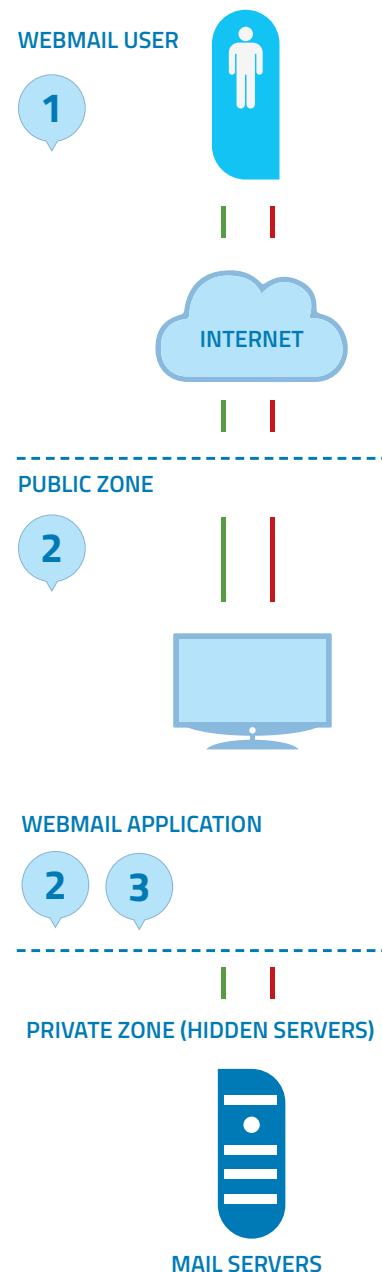 WEBMAIL USER
1
INTERNET
PUBLIC ZONE
2
WEBMAIL APPLICATION
2 3
PRIVATE ZONE (HIDDEN SERVERS)
MAIL SERVERS